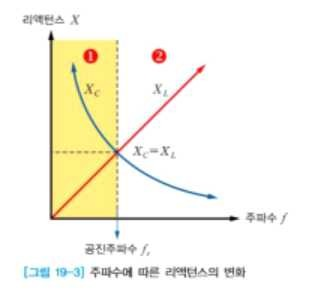 리액턴스 X
❶ ❷
X_C X_L
X_C=X_L
주파수 f
공진주파수 f_r
[그림 19-3] 주파수에 따른 리액턴스의 변화